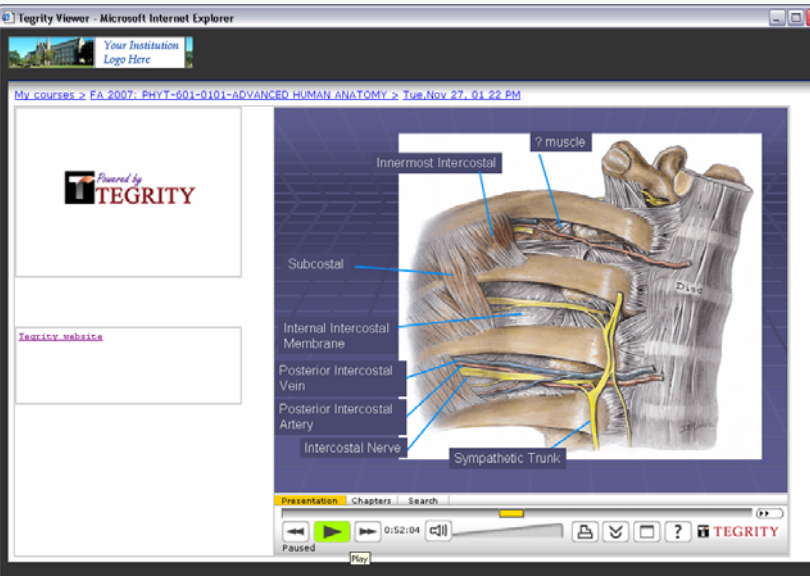 Tegrity Viewer - Microsoft Internet Explorer
Your Institution
Logo Here
My courses > FA 2007: PHYT-601-0101-ADVANCED HUMAN ANATOMY > Tue,Nov 27, 01 22 PM
Powered by
TEGRITY
Tegrity website
? muscle
Innermost Intercostal
Subcostal
Disc
Internal Intercostal
Membrane
Posterior Intercostal
Vein
Posterior Intercostal
Artery
Intercostal Nerve
Sympathetic Trunk
Presentation Chapters Search
0:52:04
? TEGRITY
Paused
Play